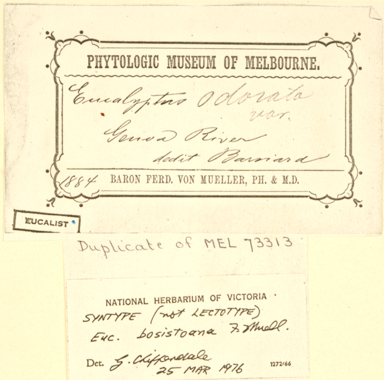 PHYTOLOGIC MUSEUM OF MELBOURNE.
Eucalyptus odorata
var.
Genoa River
dedit Barnard
1884 BARON FERD. VON MUELLER, PH. & M.D.
EUCALIST
Duplicate of MEL 73313
NATIONAL HERBARIUM OF VICTORIA
SYNTYPE (not LECTOTYPE)
Euc. bosistoana F. Muell.
Det. G. Chippendale
25 MAR 1976 1272/66